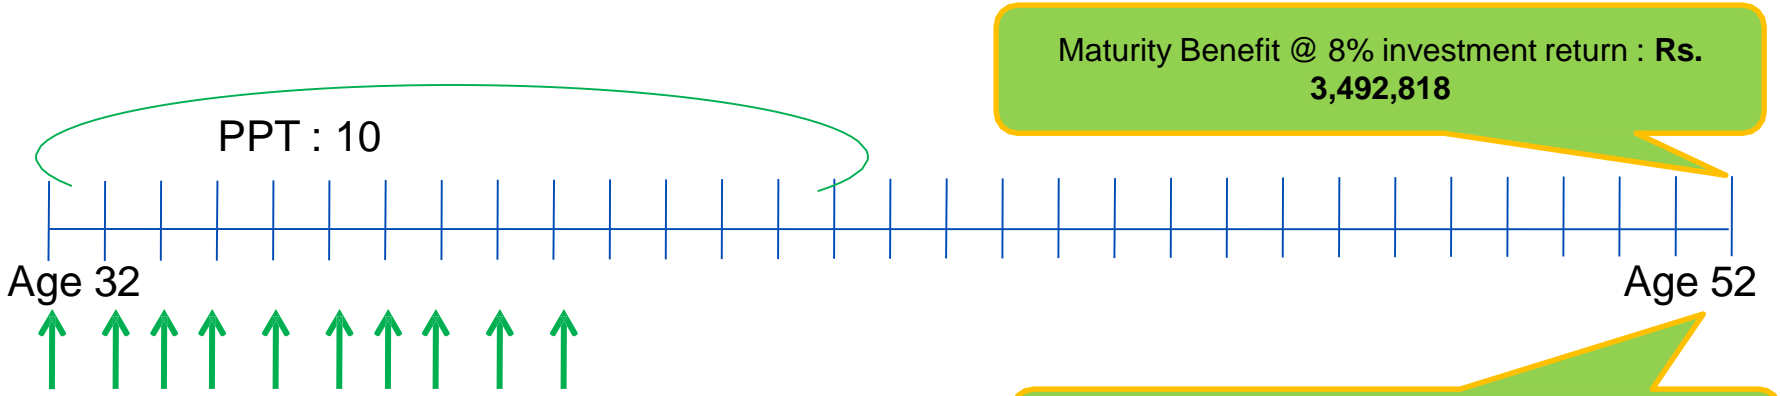 Maturity Benefit @ 8% investment return : Rs.
3,492,818
PPT : 10
Age 32
Age 52